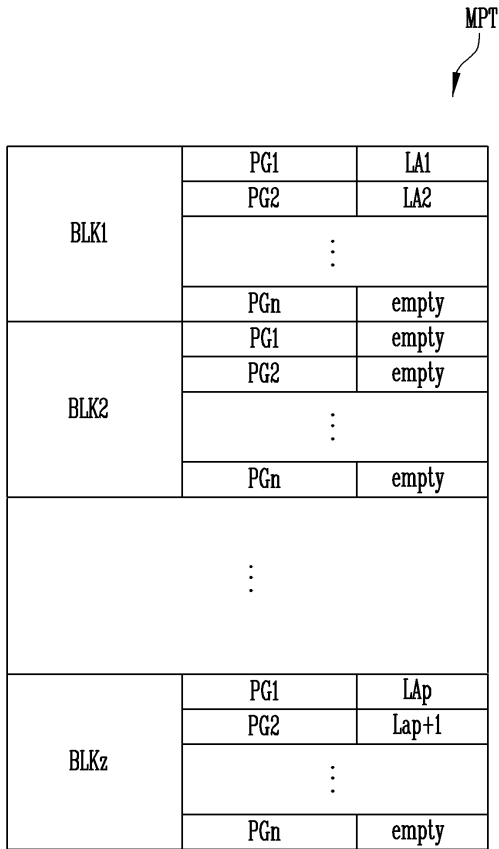 MPT
BLK1
PG1 LA1
PG2 LA2
⋮
PGn empty
BLK2
PG1 empty
PG2 empty
⋮
PGn empty
⋮
BLKz
PG1 LAp
PG2 Lap+1
⋮
PGn empty